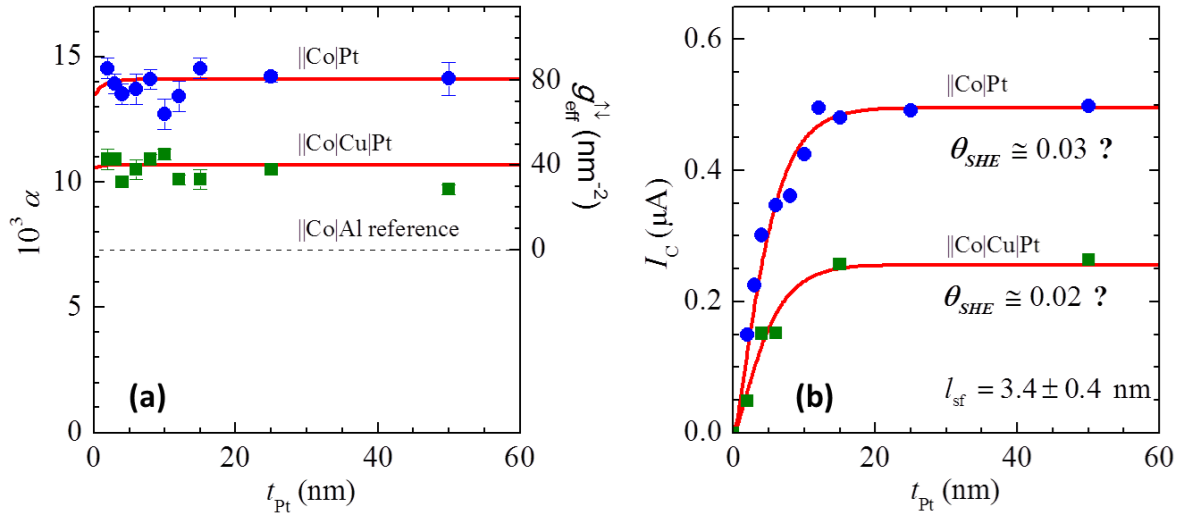 15
10
5
0
10³ α
0
20
40
60
t_Pt (nm)
80
40
0
g_eff^↑↓ (nm⁻²)
||Co|Pt
||Co|Cu|Pt
||Co|Al reference
(a)
0.6
0.4
0.2
0.0
I_C (µA)
0
20
40
60
t_Pt (nm)
||Co|Pt
θ_SHE ≅ 0.03 ?
||Co|Cu|Pt
θ_SHE ≅ 0.02 ?
(b)
l_sf = 3.4 ± 0.4 nm